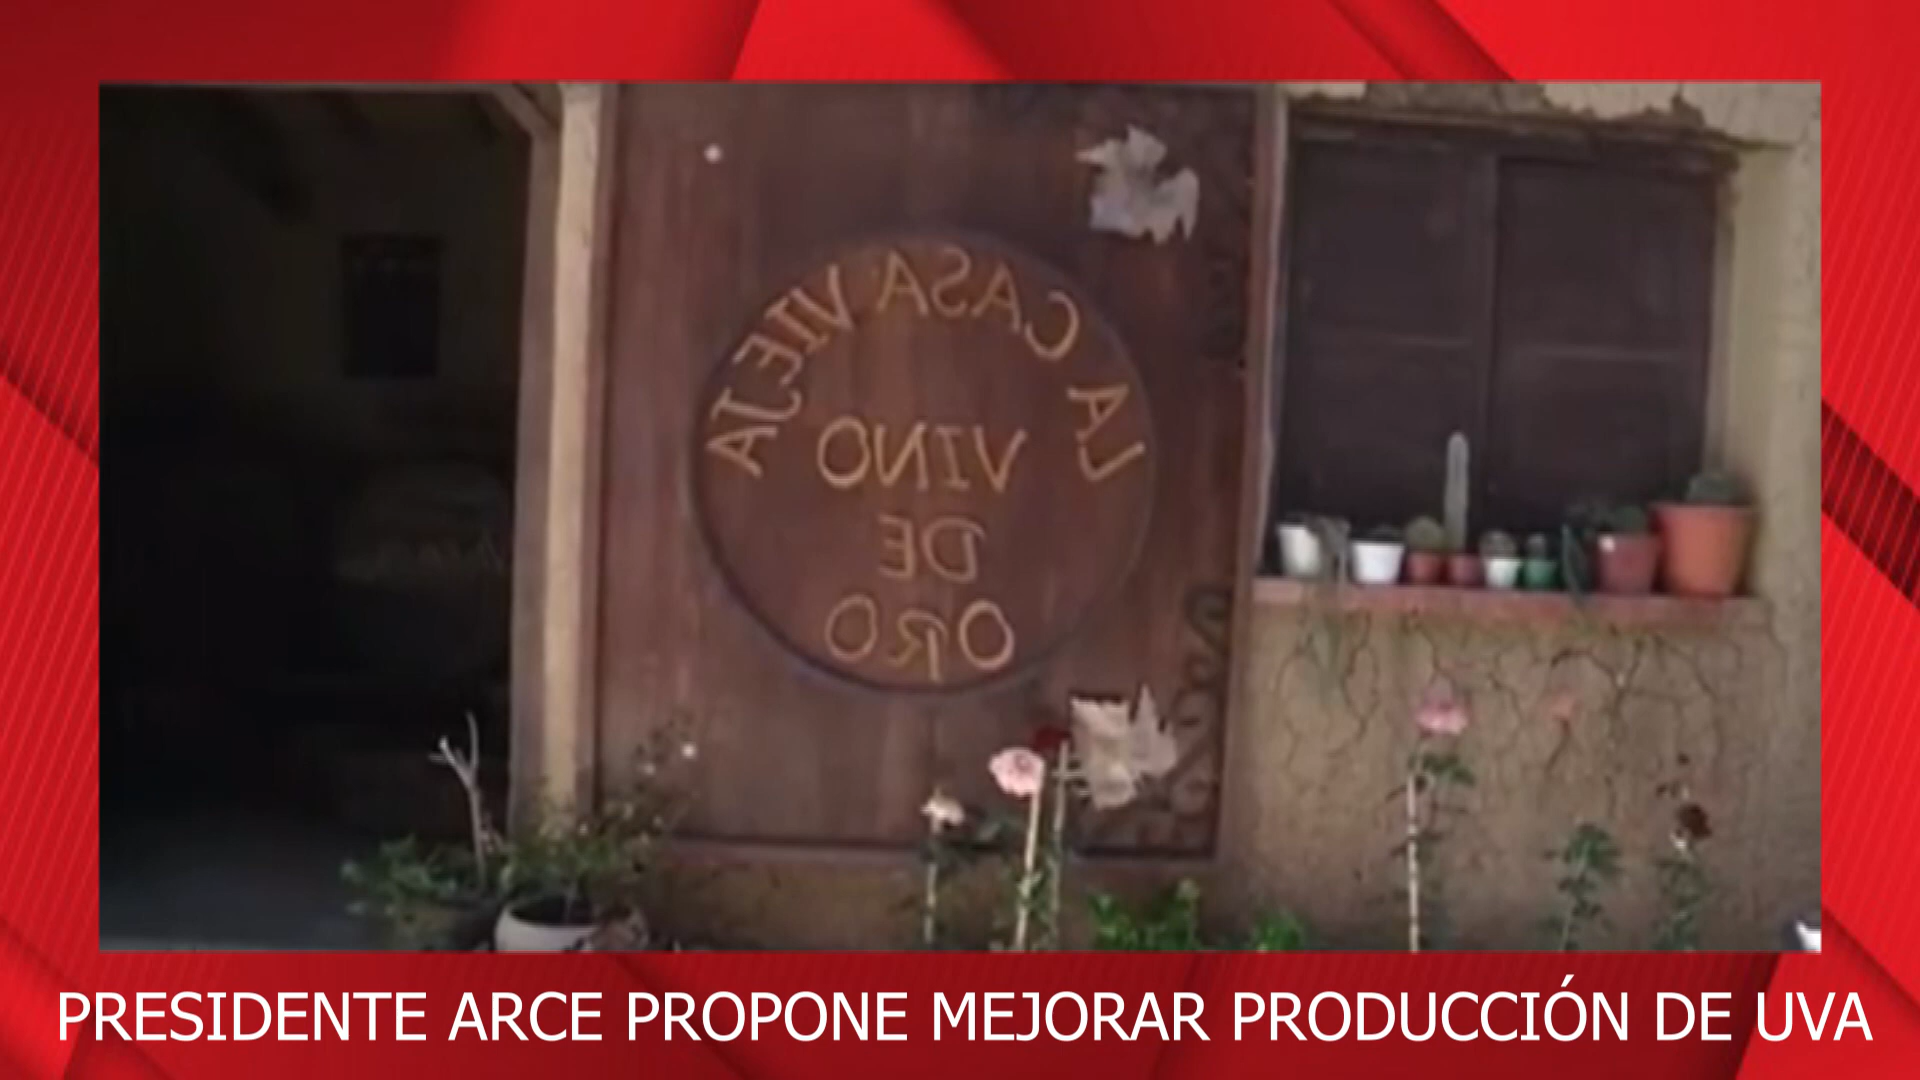 LA CASA VIEJA
VINO
DE
ORO
PRESIDENTE ARCE PROPONE MEJORAR PRODUCCIÓN DE UVA